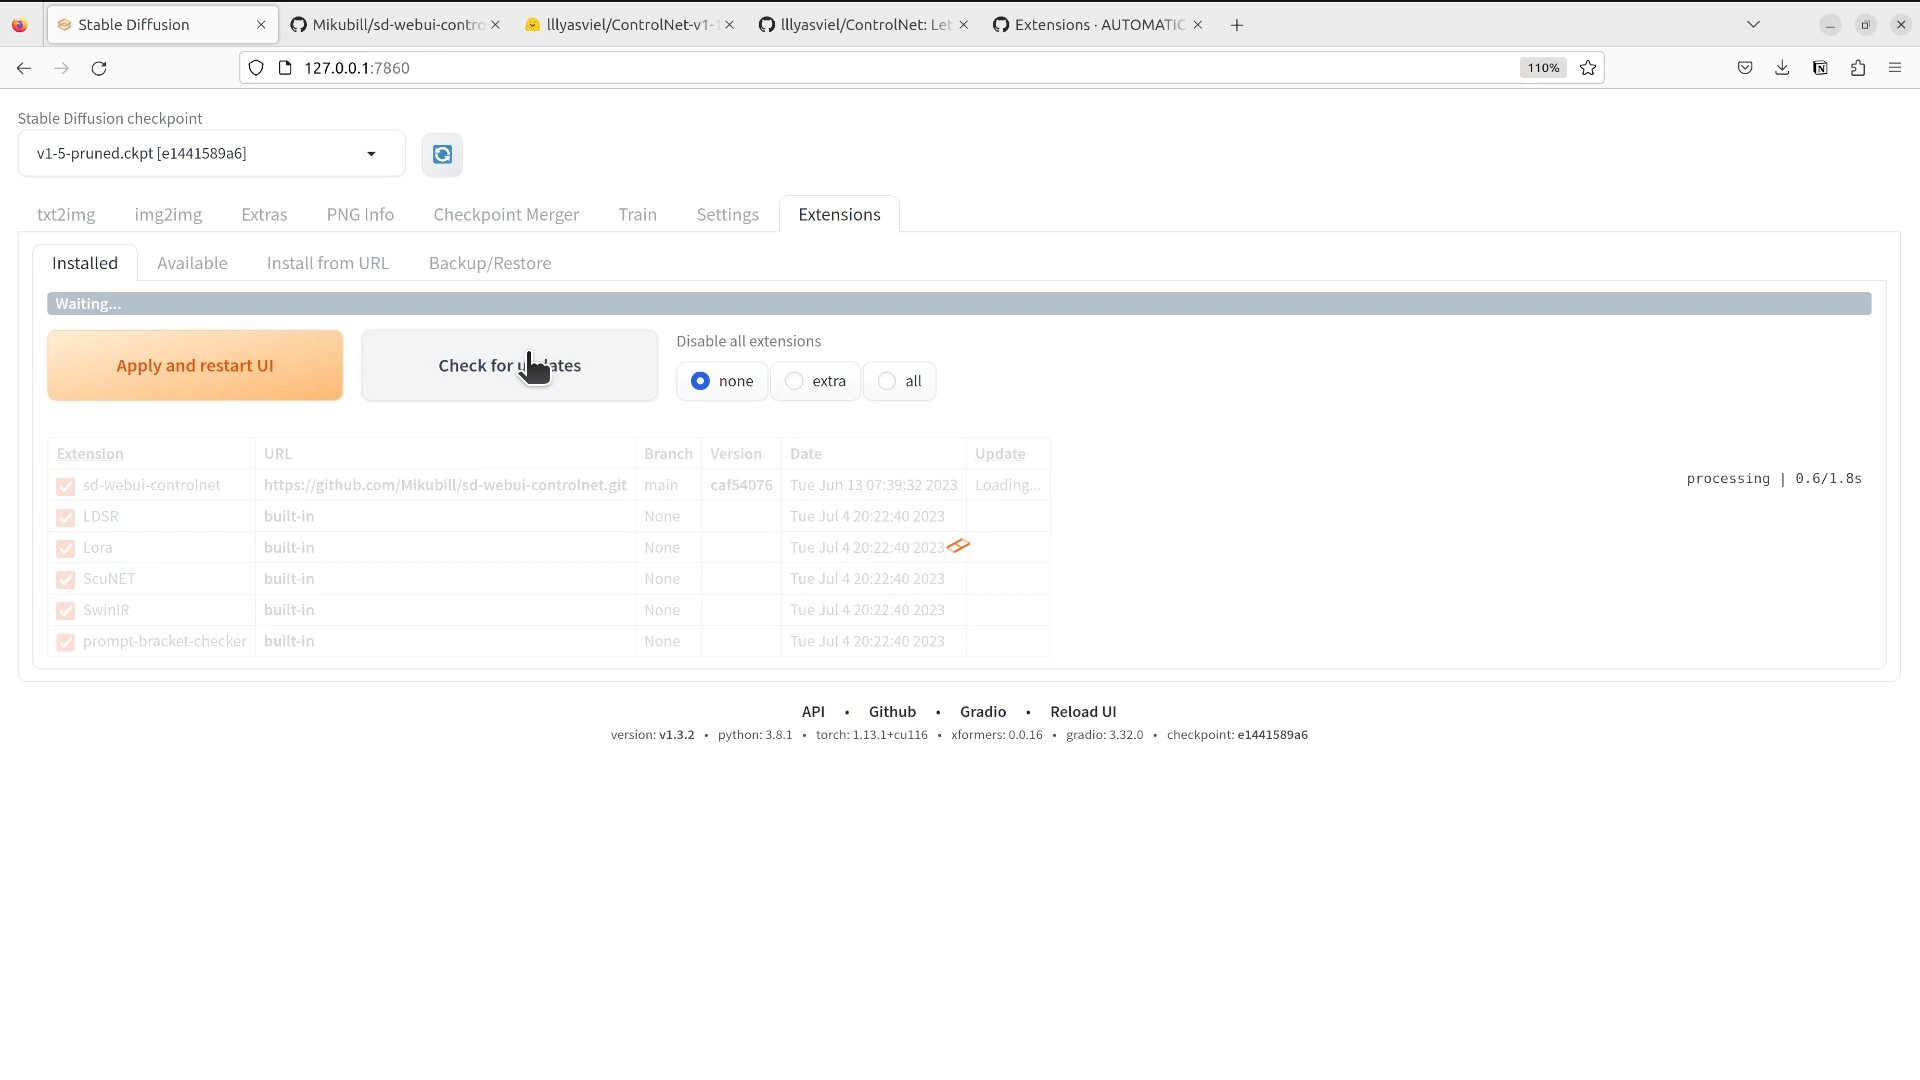 Stable Diffusion
Mikubill/sd-webui-contro
lllyasviel/ControlNet-v1-1
lllyasviel/ControlNet: Let
Extensions · AUTOMATIC
127.0.0.1:7860
110%
Stable Diffusion checkpoint
v1-5-pruned.ckpt [e1441589a6]
txt2img img2img Extras PNG Info Checkpoint Merger Train Settings Extensions
Installed Available Install from URL Backup/Restore
Waiting...
Apply and restart UI
Check for updates
Disable all extensions
none extra all
Extension URL Branch Version Date Update
sd-webui-controlnet https://github.com/Mikubill/sd-webui-controlnet.git main caf54076 Tue Jun 13 07:39:32 2023 Loading...
processing | 0.6/1.8s
LDSR built-in None Tue Jul 4 20:22:40 2023
Lora built-in None Tue Jul 4 20:22:40 2023
ScuNET built-in None Tue Jul 4 20:22:40 2023
SwinIR built-in None Tue Jul 4 20:22:40 2023
prompt-bracket-checker built-in None Tue Jul 4 20:22:40 2023
API • Github • Gradio • Reload UI
version: v1.3.2 • python: 3.8.1 • torch: 1.13.1+cu116 • xformers: 0.0.16 • gradio: 3.32.0 • checkpoint: e1441589a6